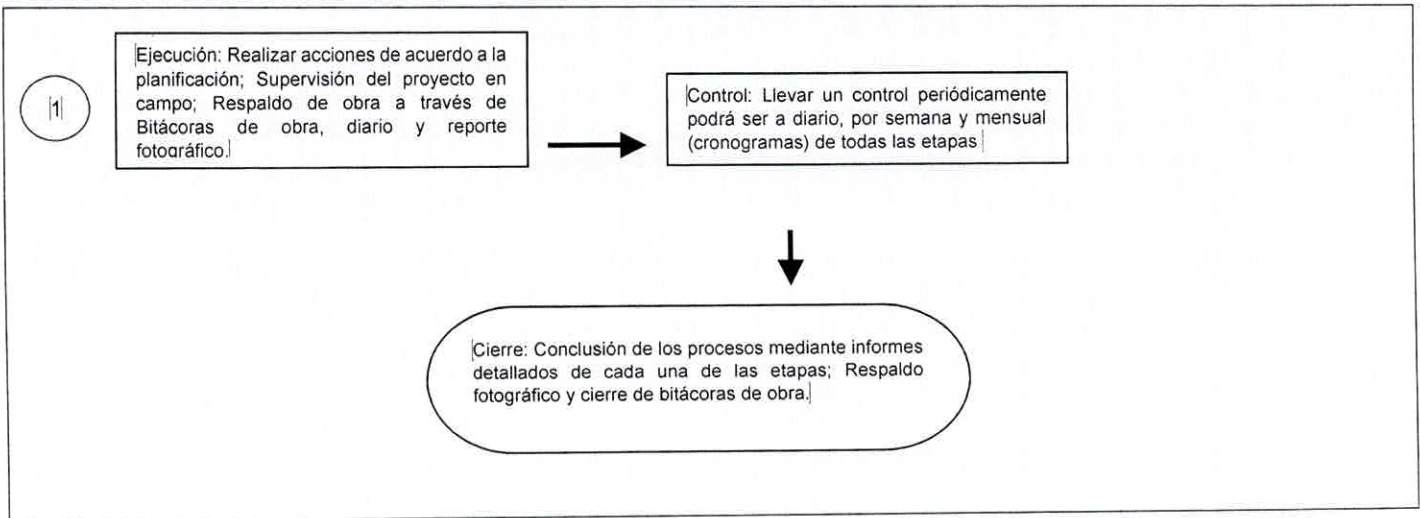 1
Ejecución: Realizar acciones de acuerdo a la
planificación; Supervisión del proyecto en
campo; Respaldo de obra a través de
Bitácoras de obra, diario y reporte
fotográfico.
Control: Llevar un control periódicamente
podrá ser a diario, por semana y mensual
(cronogramas) de todas las etapas
Cierre: Conclusión de los procesos mediante informes
detallados de cada una de las etapas; Respaldo
fotográfico y cierre de bitácoras de obra.